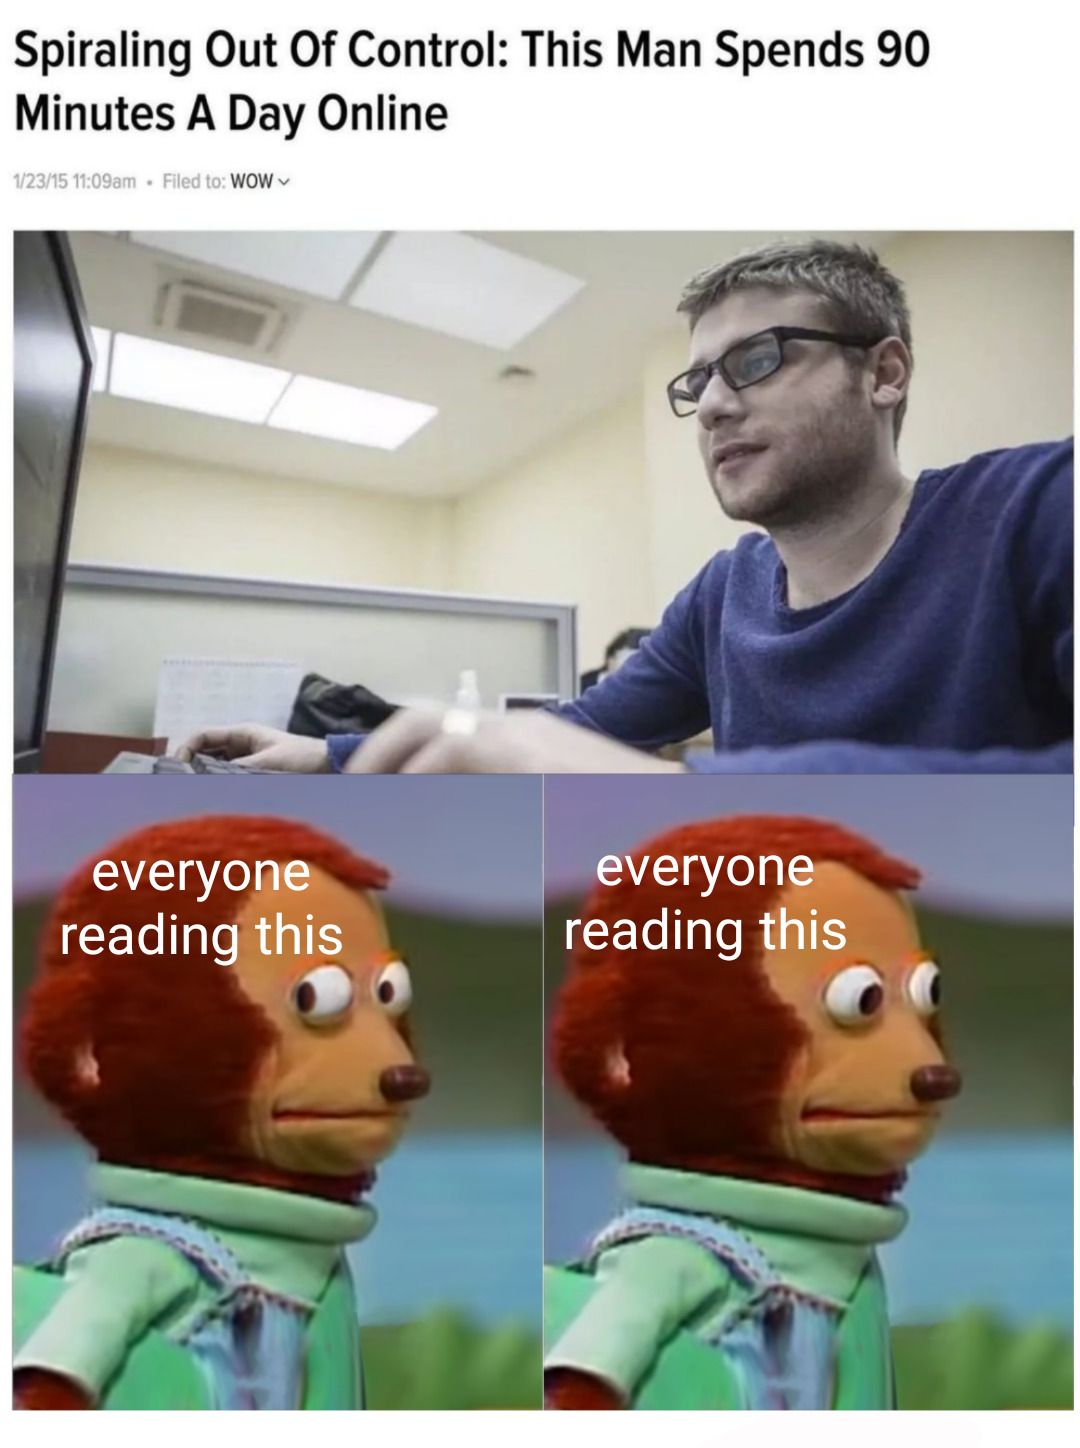 Spiraling Out Of Control: This Man Spends 90
Minutes A Day Online
1/23/15 11:09am • Filed to: WOW
everyone
reading this
everyone
reading this